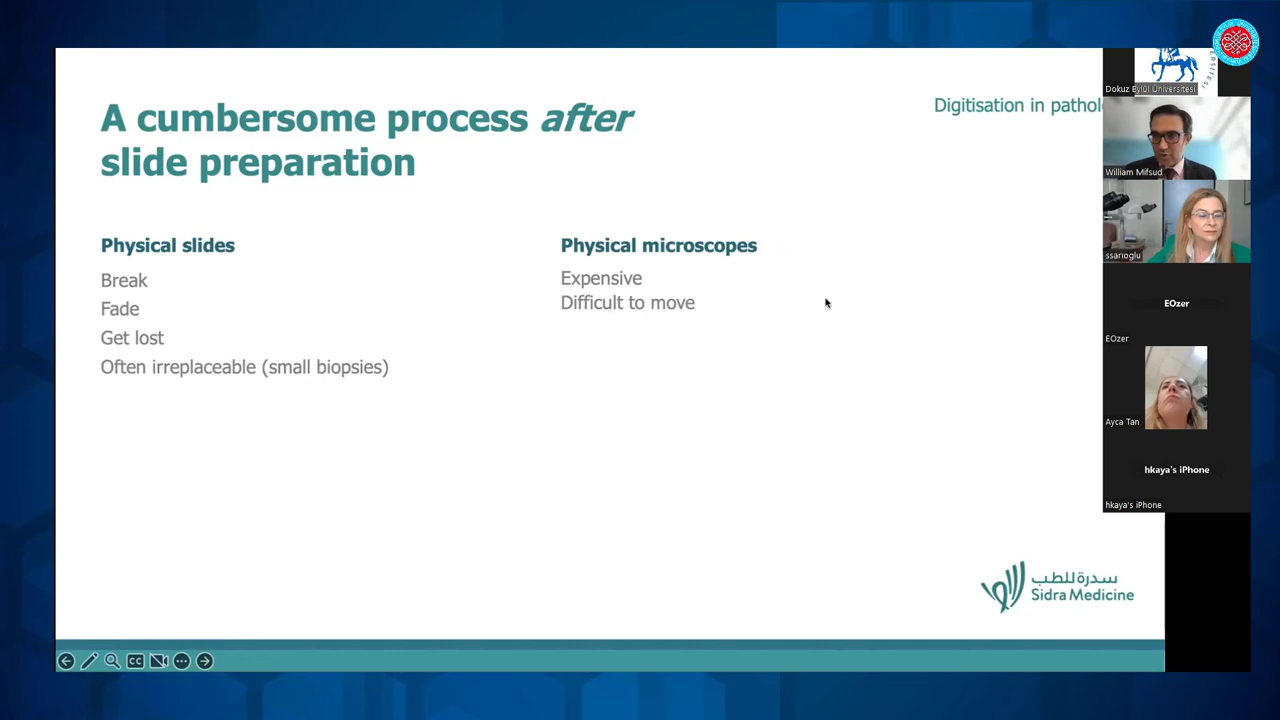 A cumbersome process after
slide preparation
Digitisation in
Physical slides
Break
Fade
Get lost
Often irreplaceable (small biopsies)
Physical microscopes
Expensive
Difficult to move
Dokuz Eylül Üniversitesi
William Mifsud
ssarioglu
EOzer
EOzer
Ayca Tan
hkaya's iPhone
hkaya's iPhone
سدرة للطب
Sidra Medicine
CC